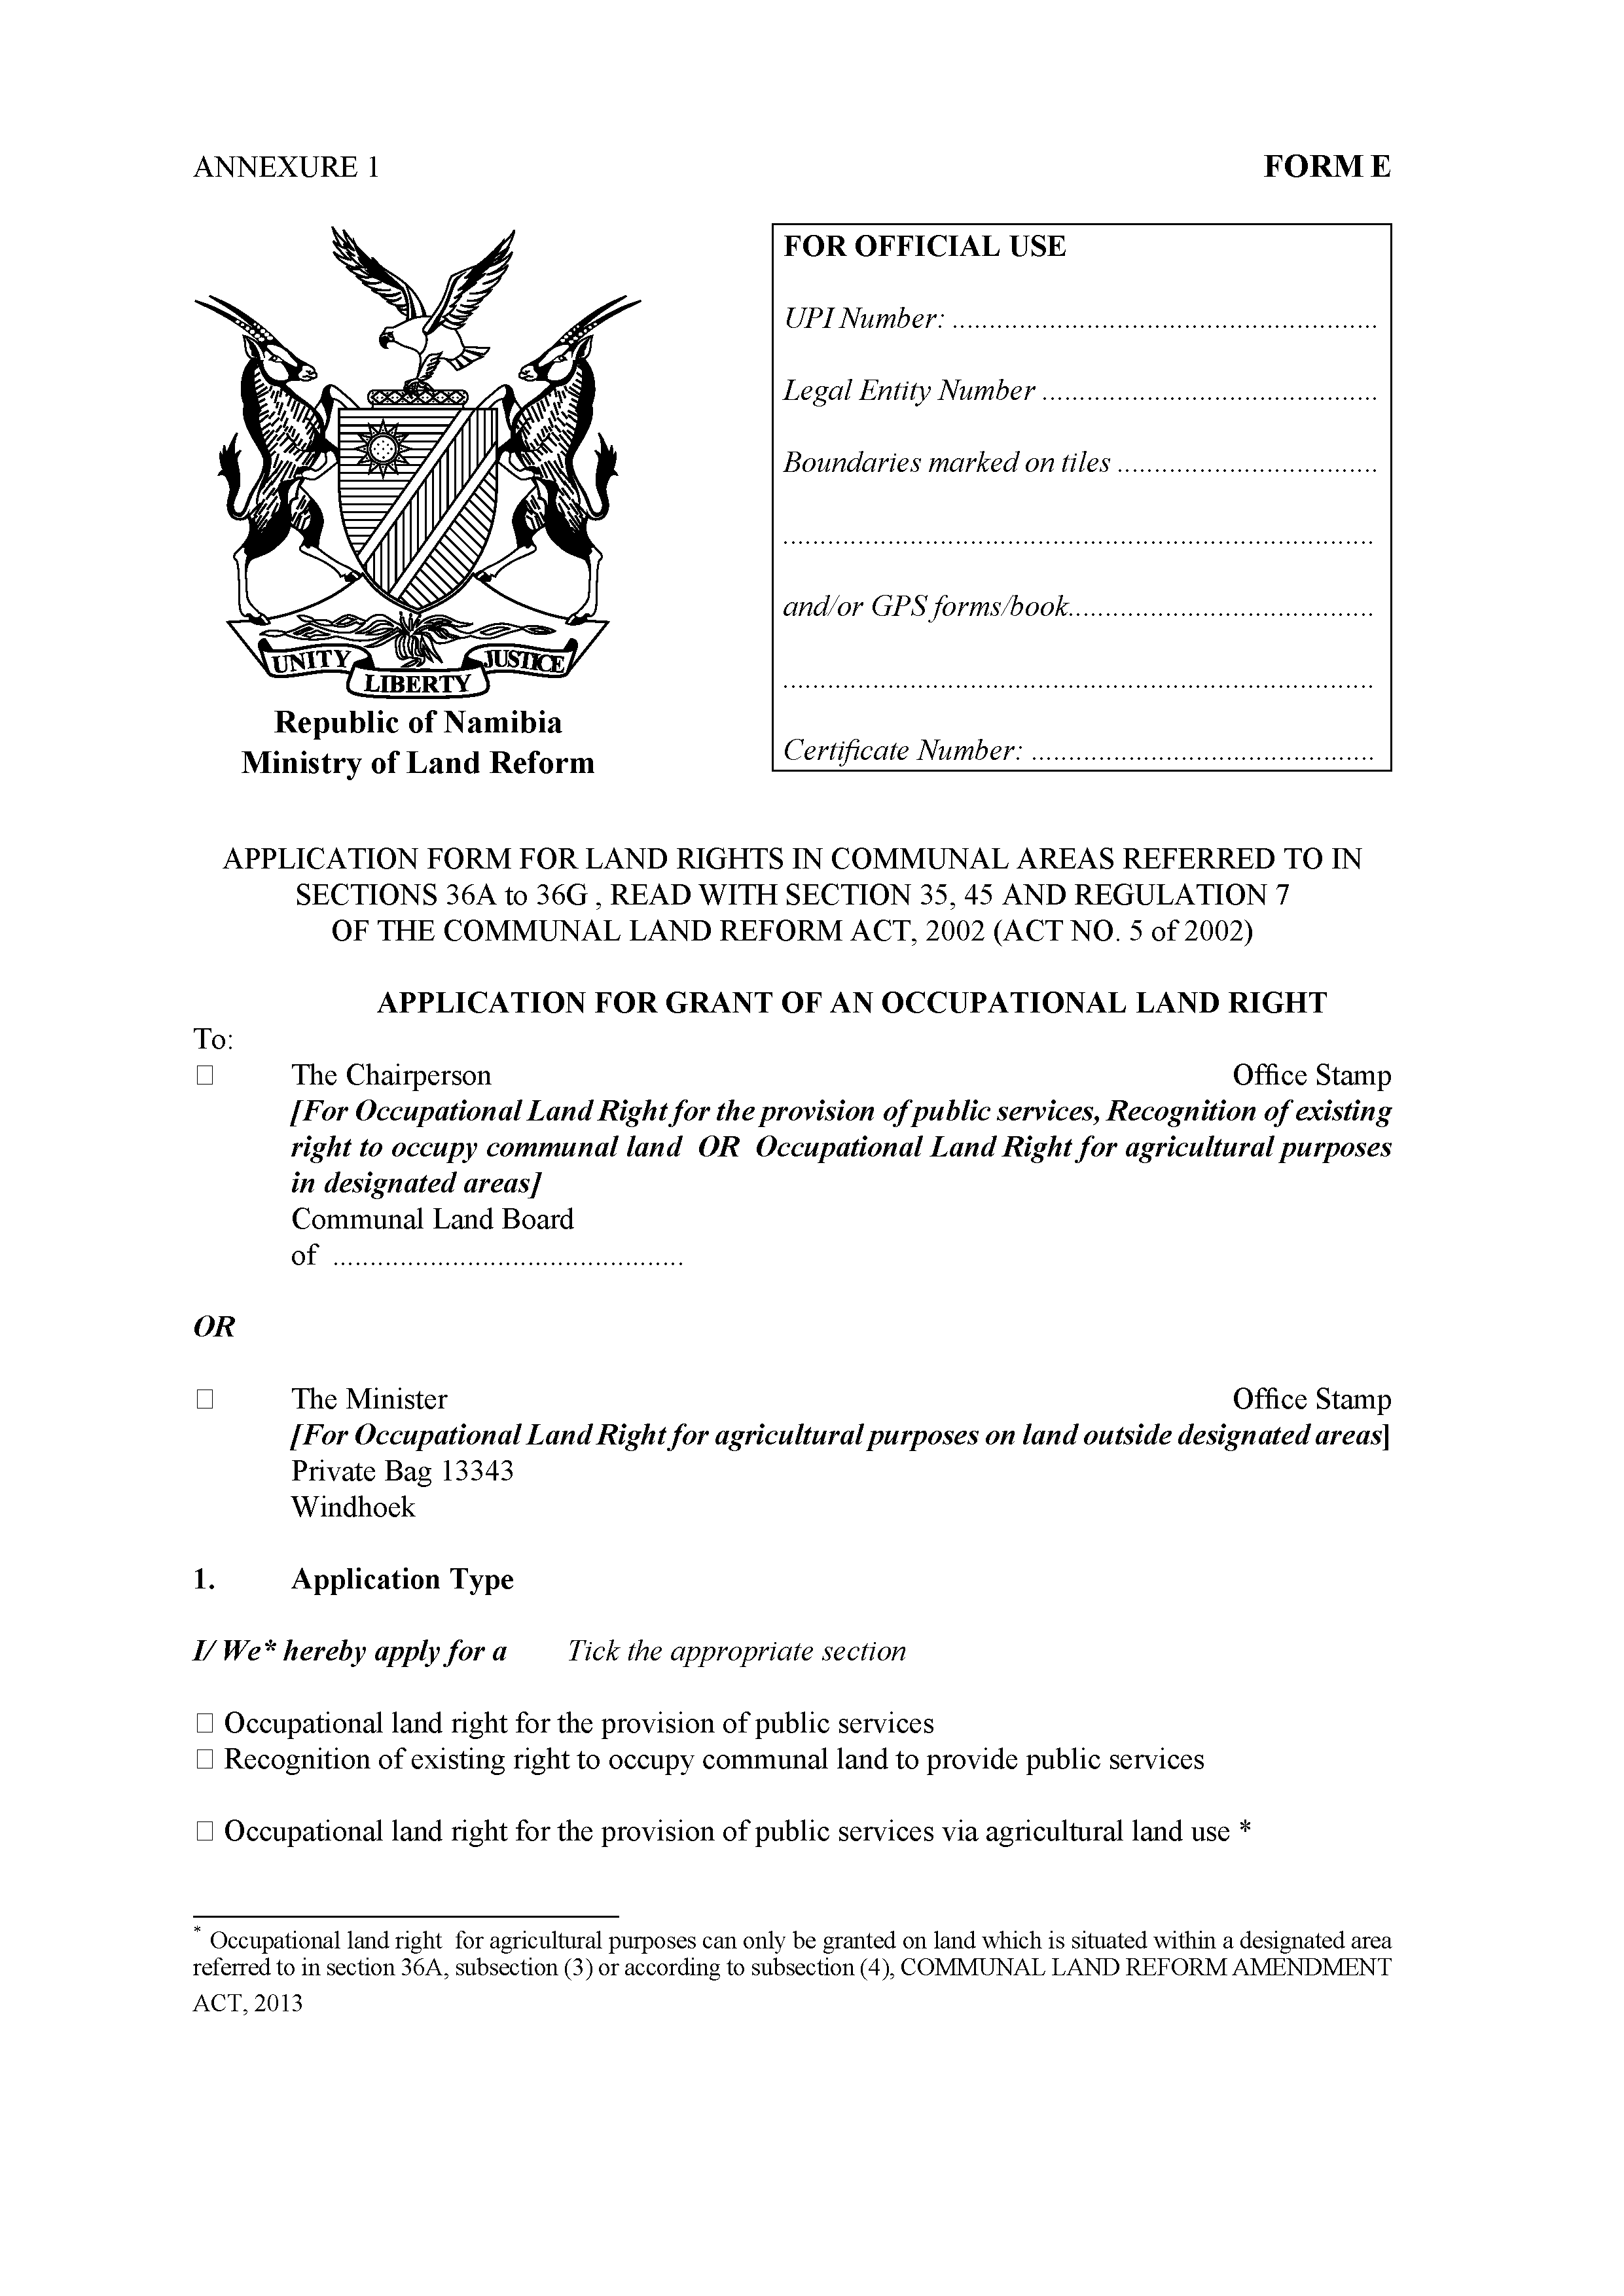 ANNEXURE 1 FORM E
UNITY LIBERTY JUSTICE
Republic of Namibia
Ministry of Land Reform
FOR OFFICIAL USE
UPI Number: ..........................................................
Legal Entity Number ..............................................
Boundaries marked on tiles ...................................
................................................................................
and/or GPS forms/book.........................................
................................................................................
Certificate Number: ..............................................
APPLICATION FORM FOR LAND RIGHTS IN COMMUNAL AREAS REFERRED TO IN
SECTIONS 36A to 36G , READ WITH SECTION 35, 45 AND REGULATION 7
OF THE COMMUNAL LAND REFORM ACT, 2002 (ACT NO. 5 of 2002)
APPLICATION FOR GRANT OF AN OCCUPATIONAL LAND RIGHT
To:
☐ The Chairperson Office Stamp
[For Occupational Land Right for the provision of public services, Recognition of existing
right to occupy communal land OR Occupational Land Right for agricultural purposes
in designated areas]
Communal Land Board
of ...............................................
OR
☐ The Minister Office Stamp
[For Occupational Land Right for agricultural purposes on land outside designated areas]
Private Bag 13343
Windhoek
1. Application Type
I/ We* hereby apply for a Tick the appropriate section
☐ Occupational land right for the provision of public services
☐ Recognition of existing right to occupy communal land to provide public services
☐ Occupational land right for the provision of public services via agricultural land use *
* Occupational land right for agricultural purposes can only be granted on land which is situated within a designated area
referred to in section 36A, subsection (3) or according to subsection (4), COMMUNAL LAND REFORM AMENDMENT
ACT, 2013